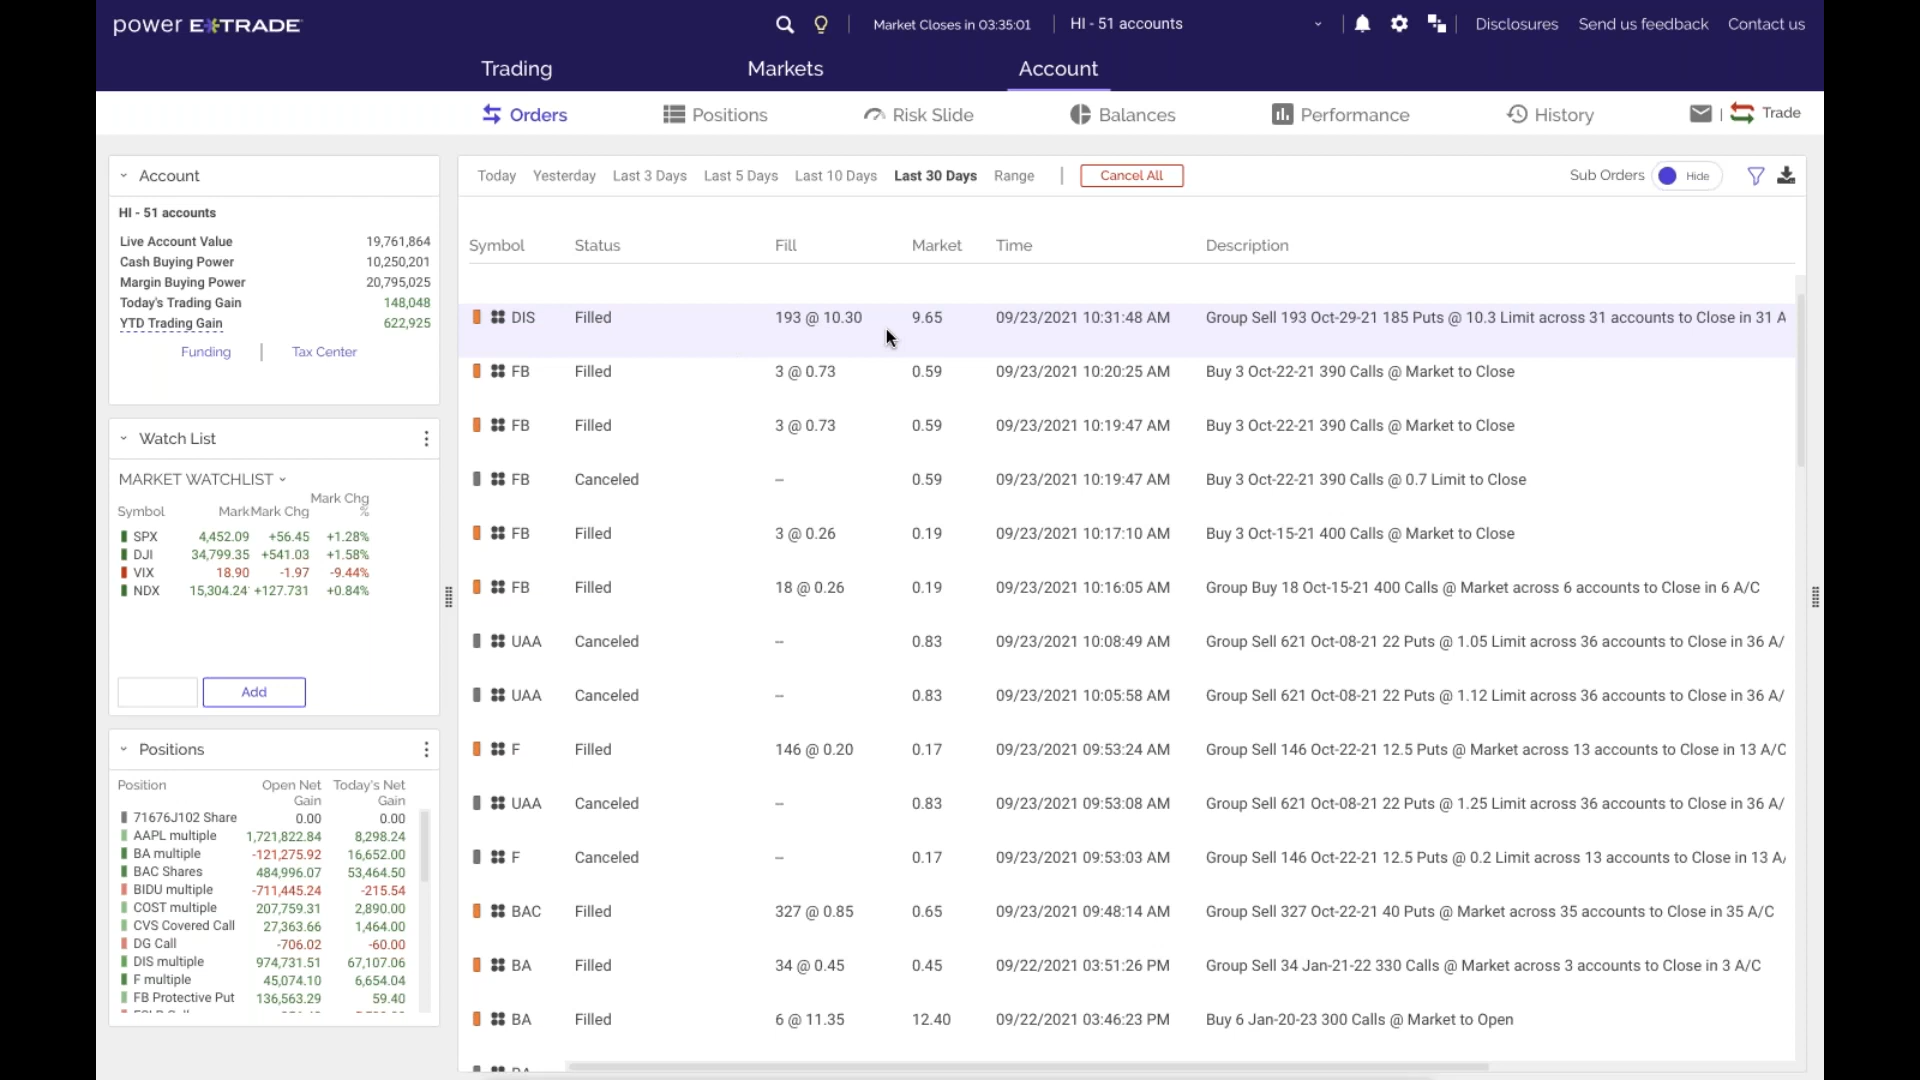 power E*TRADE
Market Closes in 03:35:01
HI - 51 accounts
Disclosures
Send us feedback
Contact us
Trading
Markets
Account
Orders
Positions
Risk Slide
Balances
Performance
History
Trade
Account
HI - 51 accounts
Live Account Value 19,761,864
Cash Buying Power 10,250,201
Margin Buying Power 20,795,025
Today's Trading Gain 148,048
YTD Trading Gain 622,925
Funding | Tax Center
Watch List
MARKET WATCHLIST
Symbol Mark Mark Chg Mark Chg %
SPX 4,452.09 +56.45 +1.28%
DJI 34,799.35 +541.03 +1.58%
VIX 18.90 -1.97 -9.44%
NDX 15,304.24 +127.731 +0.84%
Add
Positions
Position Open Net Gain Today's Net Gain
71676J102 Share 0.00 0.00
AAPL multiple 1,721,822.84 8,298.24
BA multiple -121,275.92 16,652.00
BAC Shares 484,996.07 53,464.50
BIDU multiple -711,445.24 -215.54
COST multiple 207,759.31 2,890.00
CVS Covered Call 27,363.66 1,464.00
DG Call -706.02 -60.00
DIS multiple 974,731.51 67,107.06
F multiple 45,074.10 6,654.04
FB Protective Put 136,563.29 59.40
Today Yesterday Last 3 Days Last 5 Days Last 10 Days Last 30 Days Range | Cancel All
Sub Orders Hide
Symbol Status Fill Market Time Description
DIS Filled 193 @ 10.30 9.65 09/23/2021 10:31:48 AM Group Sell 193 Oct-29-21 185 Puts @ 10.3 Limit across 31 accounts to Close in 31 A
FB Filled 3 @ 0.73 0.59 09/23/2021 10:20:25 AM Buy 3 Oct-22-21 390 Calls @ Market to Close
FB Filled 3 @ 0.73 0.59 09/23/2021 10:19:47 AM Buy 3 Oct-22-21 390 Calls @ Market to Close
FB Canceled -- 0.59 09/23/2021 10:19:47 AM Buy 3 Oct-22-21 390 Calls @ 0.7 Limit to Close
FB Filled 3 @ 0.26 0.19 09/23/2021 10:17:10 AM Buy 3 Oct-15-21 400 Calls @ Market to Close
FB Filled 18 @ 0.26 0.19 09/23/2021 10:16:05 AM Group Buy 18 Oct-15-21 400 Calls @ Market across 6 accounts to Close in 6 A/C
UAA Canceled -- 0.83 09/23/2021 10:08:49 AM Group Sell 621 Oct-08-21 22 Puts @ 1.05 Limit across 36 accounts to Close in 36 A/
UAA Canceled -- 0.83 09/23/2021 10:05:58 AM Group Sell 621 Oct-08-21 22 Puts @ 1.12 Limit across 36 accounts to Close in 36 A/
F Filled 146 @ 0.20 0.17 09/23/2021 09:53:24 AM Group Sell 146 Oct-22-21 12.5 Puts @ Market across 13 accounts to Close in 13 A/C
UAA Canceled -- 0.83 09/23/2021 09:53:08 AM Group Sell 621 Oct-08-21 22 Puts @ 1.25 Limit across 36 accounts to Close in 36 A/
F Canceled -- 0.17 09/23/2021 09:53:03 AM Group Sell 146 Oct-22-21 12.5 Puts @ 0.2 Limit across 13 accounts to Close in 13 A/
BAC Filled 327 @ 0.85 0.65 09/23/2021 09:48:14 AM Group Sell 327 Oct-22-21 40 Puts @ Market across 35 accounts to Close in 35 A/C
BA Filled 34 @ 0.45 0.45 09/22/2021 03:51:26 PM Group Sell 34 Jan-21-22 330 Calls @ Market across 3 accounts to Close in 3 A/C
BA Filled 6 @ 11.35 12.40 09/22/2021 03:46:23 PM Buy 6 Jan-20-23 300 Calls @ Market to Open